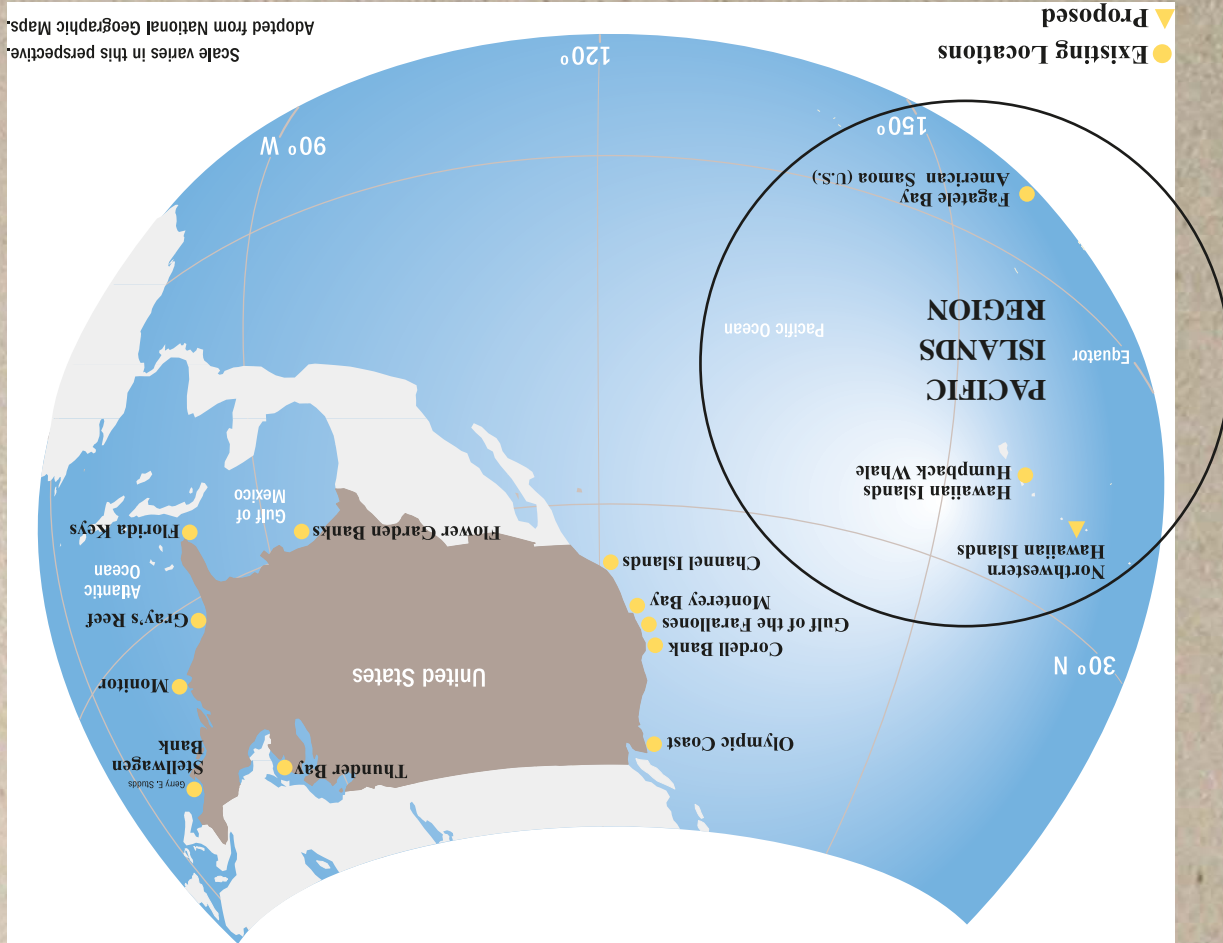 Gerry E. Studds
Stellwagen
Bank
Thunder Bay
Olympic Coast
Monitor
United States
30° N
Cordell Bank
Gulf of the Farallones
Monterey Bay
Gray's Reef
Channel Islands
Atlantic
Ocean
Northwestern
Hawaiian Islands
Flower Garden Banks
Florida Keys
Gulf of
Mexico
Hawaiian Islands
Humpback Whale
PACIFIC
ISLANDS
REGION
Equator
Pacific Ocean
Fagatele Bay
American Samoa (U.S.)
150°
120°
90° W
Existing Locations
Proposed
Scale varies in this perspective.
Adopted from National Geographic Maps.